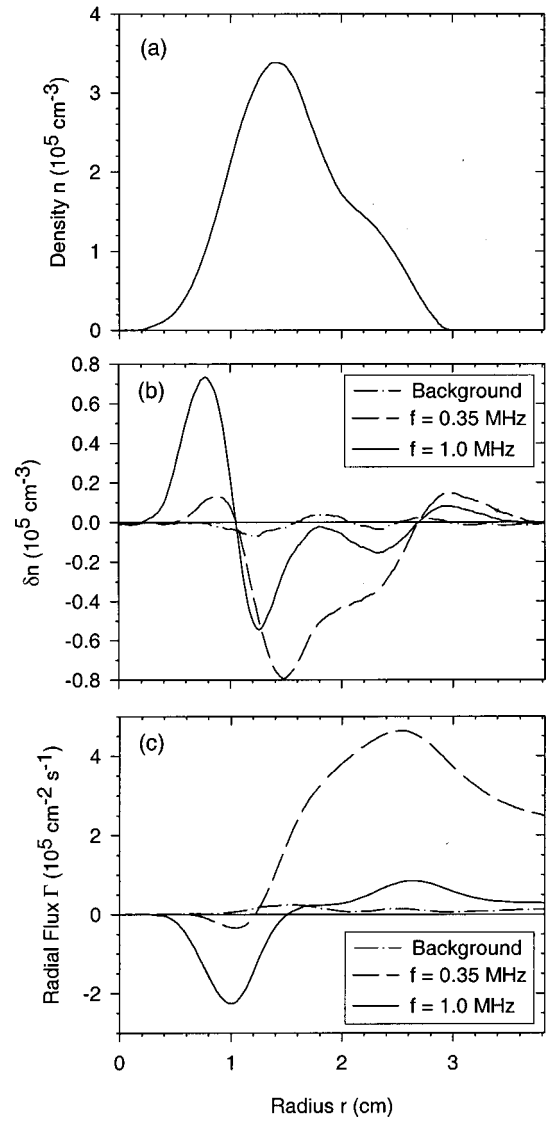 (a)
Density n (10⁵ cm⁻³)
4
3
2
1
0
(b)
δn (10⁵ cm⁻³)
0.8
0.6
0.4
0.2
0.0
-0.2
-0.4
-0.6
-0.8
Background
f = 0.35 MHz
f = 1.0 MHz
(c)
Radial Flux Γ (10⁵ cm⁻² s⁻¹)
4
2
0
-2
Background
f = 0.35 MHz
f = 1.0 MHz
0 1 2 3
Radius r (cm)